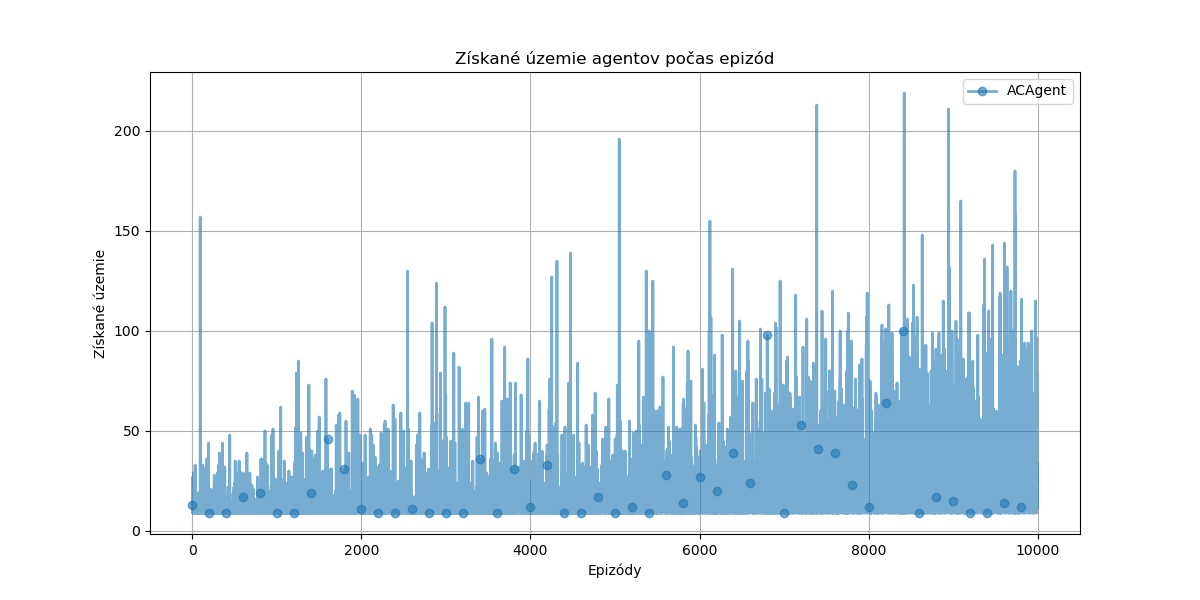 Získané územie agentov počas epizód
ACAgent
200
150
100
50
0
Získané územie
0 2000 4000 6000 8000 10000
Epizódy